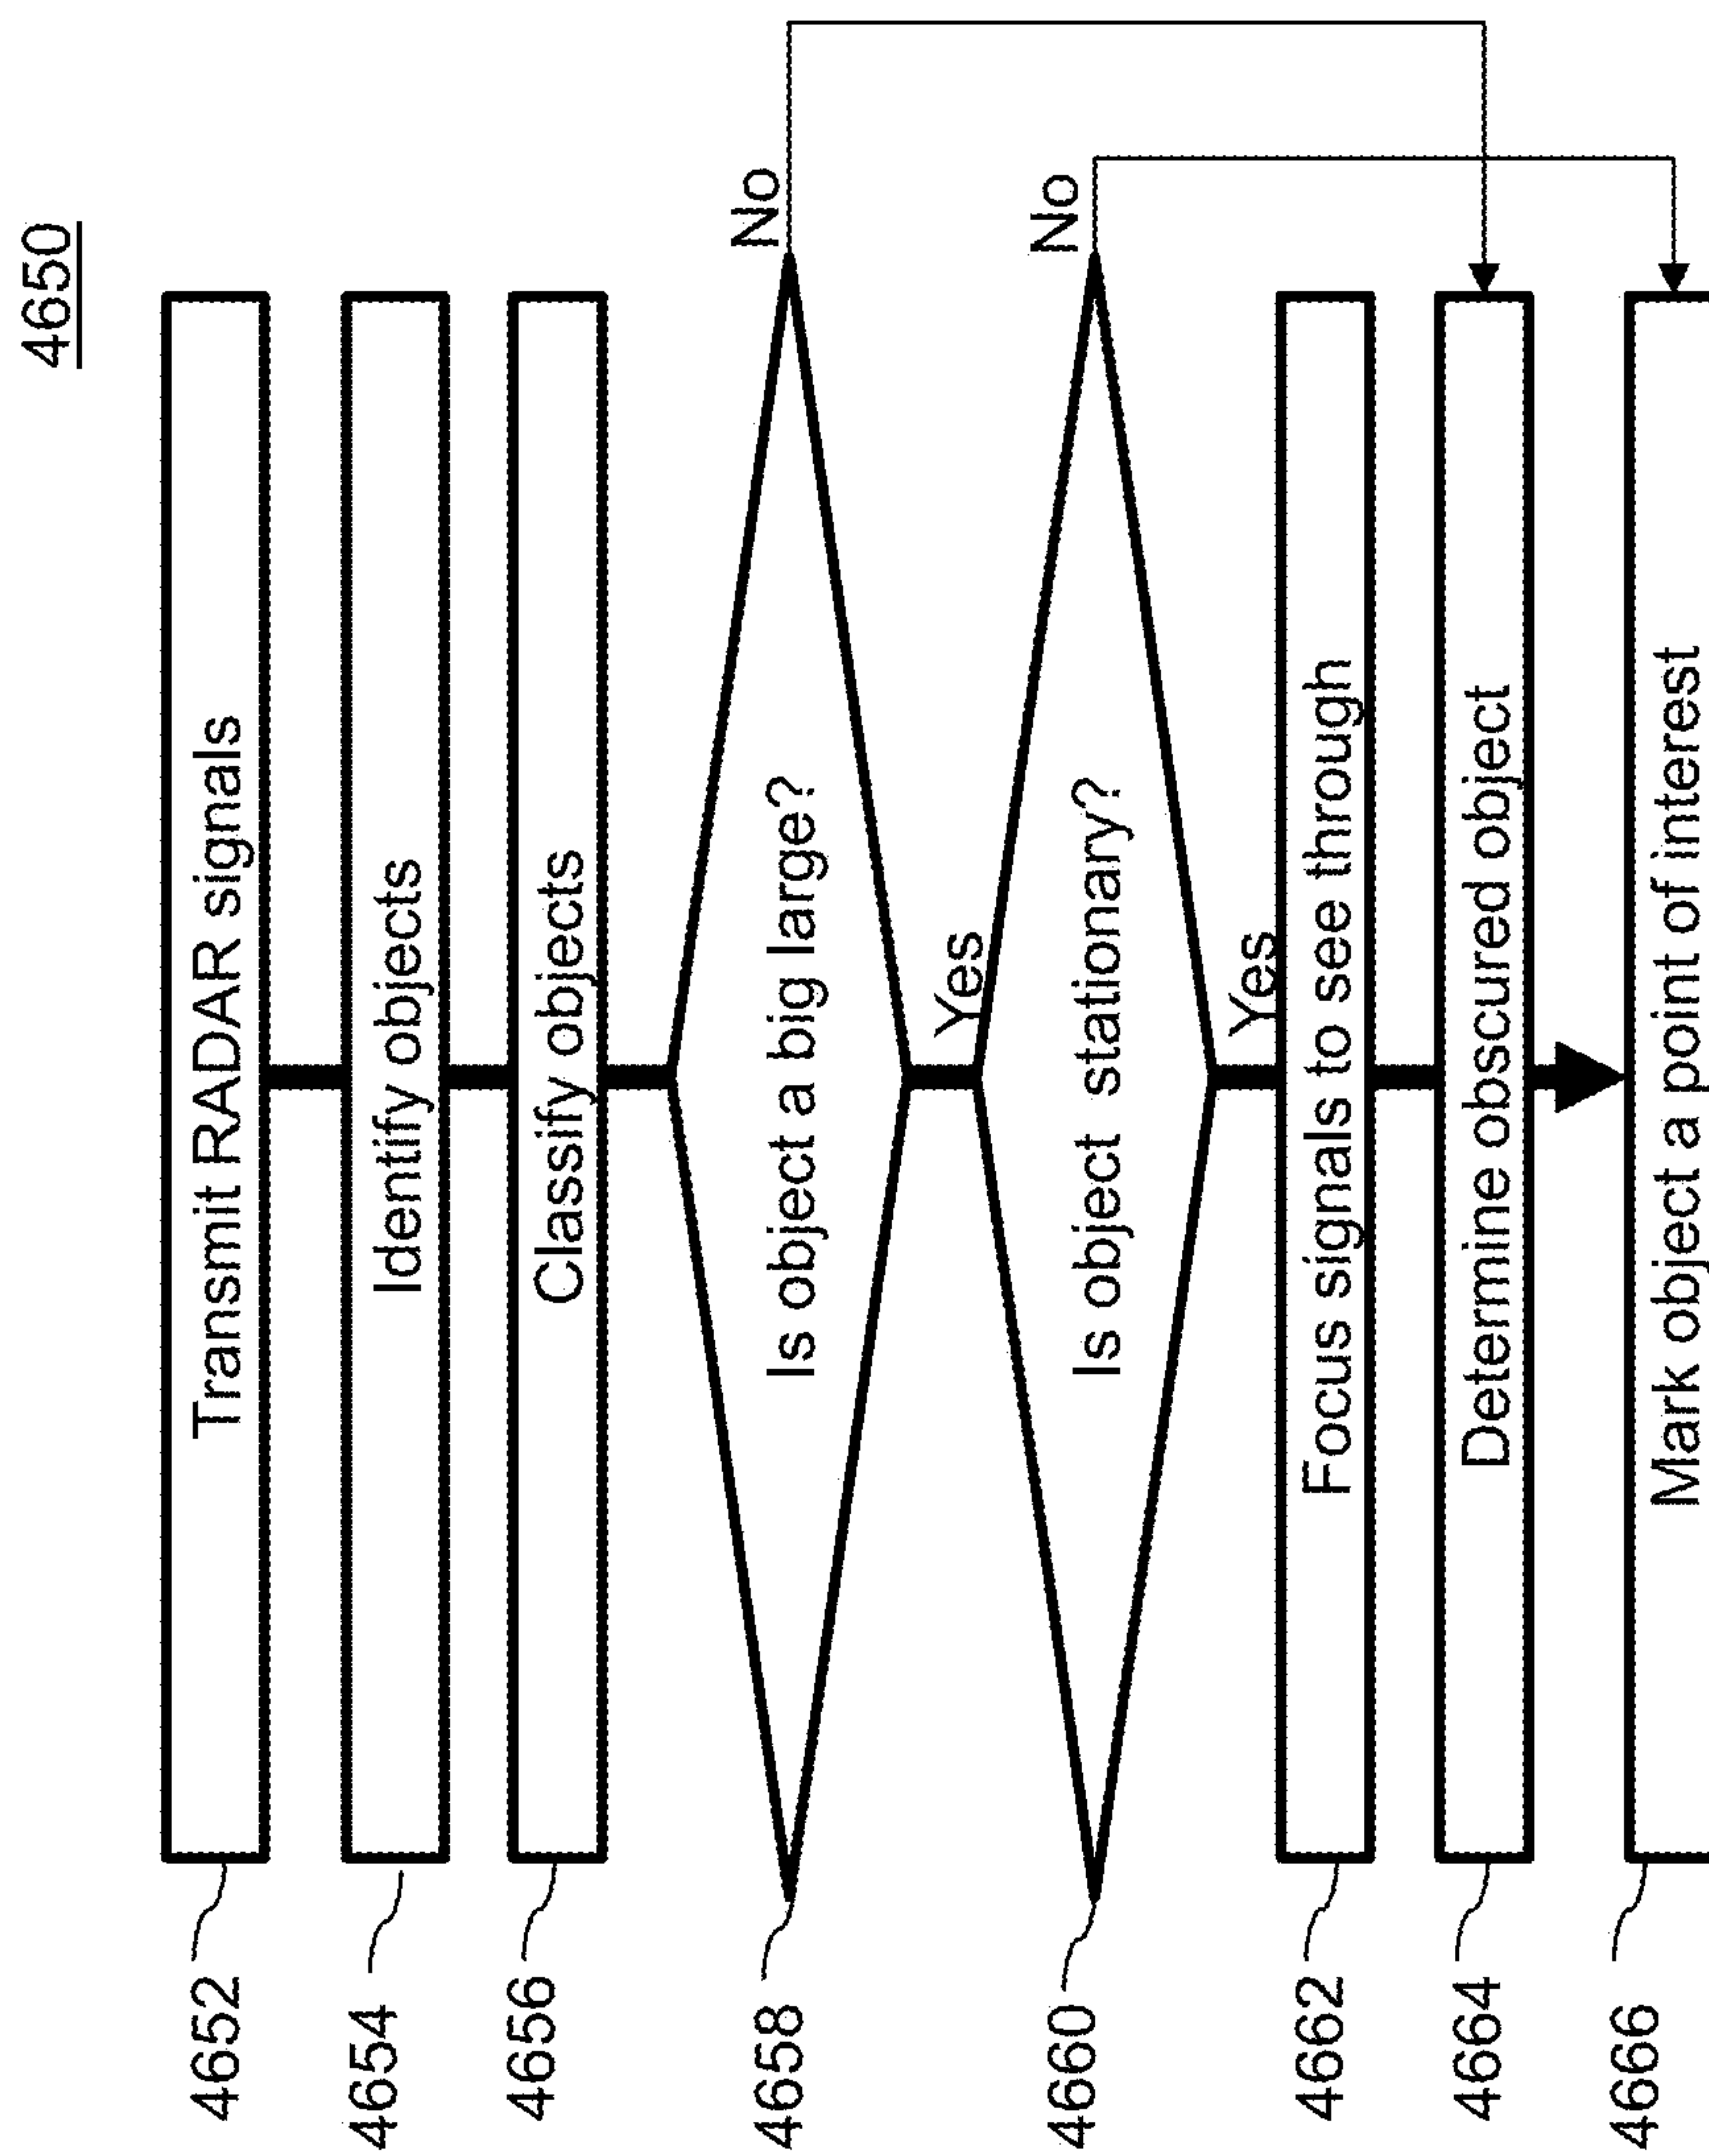 4650
4652
Transmit RADAR signals
4654
Identify objects
4656
Classify objects
4658
Is object a big large?
No
Yes
4660
Is object stationary?
No
Yes
4662
Focus signals to see through
4664
Determine obscured object
4666
Mark object a point of interest